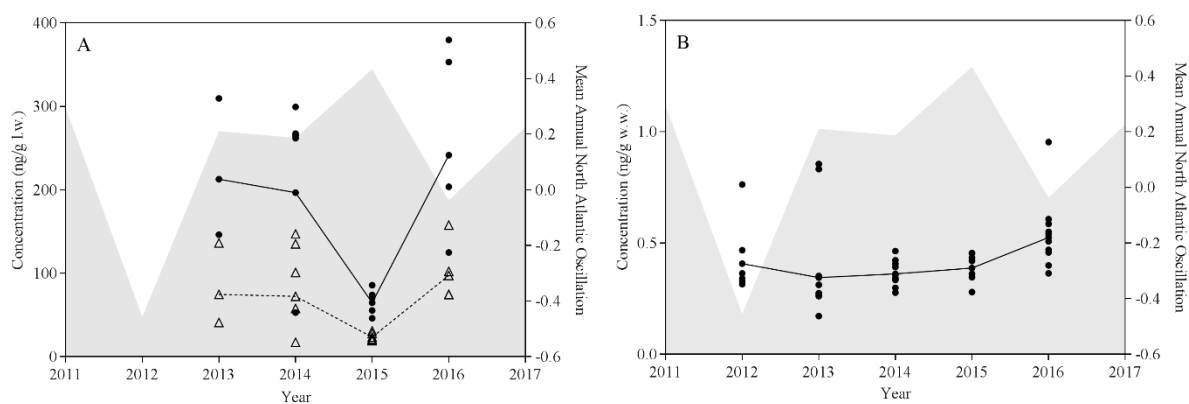 A
400
300
200
100
0
Concentration (ng/g l.w.)
0.6
0.4
0.2
0.0
-0.2
-0.4
-0.6
Mean Annual North Atlantic Oscillation
2011 2012 2013 2014 2015 2016 2017
Year
B
1.5
1.0
0.5
0.0
Concentration (ng/g w.w.)
0.6
0.4
0.2
0.0
-0.2
-0.4
-0.6
Mean Annual North Atlantic Oscillation
2011 2012 2013 2014 2015 2016 2017
Year